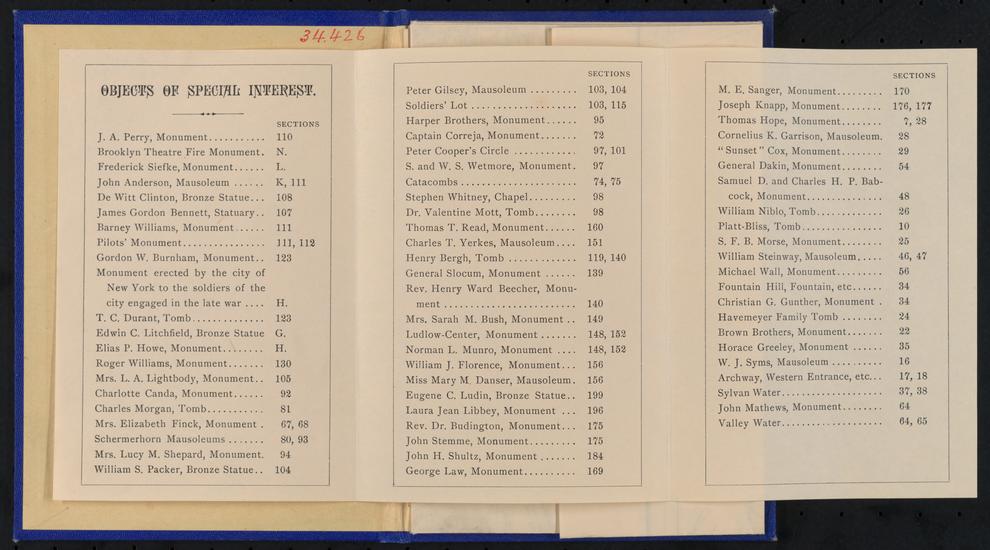 34.426
OBJECTS OF SPECIAL INTEREST.
SECTIONS
J. A. Perry, Monument........... 110
Brooklyn Theatre Fire Monument. N.
Frederick Siefke, Monument...... L.
John Anderson, Mausoleum ...... K, 111
De Witt Clinton, Bronze Statue... 108
James Gordon Bennett, Statuary.. 107
Barney Williams, Monument...... 111
Pilots' Monument................ 111, 112
Gordon W. Burnham, Monument.. 123
Monument erected by the city of
New York to the soldiers of the
city engaged in the late war .... H.
T. C. Durant, Tomb.............. 123
Edwin C. Litchfield, Bronze Statue G.
Elias P. Howe, Monument........ H.
Roger Williams, Monument....... 130
Mrs. L. A. Lightbody, Monument.. 105
Charlotte Canda, Monument...... 92
Charles Morgan, Tomb........... 81
Mrs. Elizabeth Finck, Monument . 67, 68
Schermerhorn Mausoleums ....... 80, 93
Mrs. Lucy M. Shepard, Monument. 94
William S. Packer, Bronze Statue.. 104
SECTIONS
Peter Gilsey, Mausoleum ......... 103, 104
Soldiers' Lot .................... 103, 115
Harper Brothers, Monument...... 95
Captain Correja, Monument....... 72
Peter Cooper's Circle ............ 97, 101
S. and W. S. Wetmore, Monument. 97
Catacombs ...................... 74, 75
Stephen Whitney, Chapel......... 98
Dr. Valentine Mott, Tomb........ 98
Thomas T. Read, Monument...... 160
Charles T. Yerkes, Mausoleum.... 151
Henry Bergh, Tomb ............. 119, 140
General Slocum, Monument ...... 139
Rev. Henry Ward Beecher, Monu-
ment ......................... 140
Mrs. Sarah M. Bush, Monument .. 149
Ludlow-Center, Monument ....... 148, 152
Norman L. Munro, Monument .... 148, 152
William J. Florence, Monument... 156
Miss Mary M. Danser, Mausoleum. 156
Eugene C. Ludin, Bronze Statue.. 199
Laura Jean Libbey, Monument ... 196
Rev. Dr. Budington, Monument... 175
John Stemme, Monument......... 175
John H. Shultz, Monument ....... 184
George Law, Monument.......... 169
SECTIONS
M. E. Sanger, Monument......... 170
Joseph Knapp, Monument........ 176, 177
Thomas Hope, Monument........ 7, 28
Cornelius K. Garrison, Mausoleum. 28
"Sunset" Cox, Monument........ 29
General Dakin, Monument........ 54
Samuel D. and Charles H. P. Bab-
cock, Monument............... 48
William Niblo, Tomb............. 26
Platt-Bliss, Tomb ................ 10
S. F. B. Morse, Monument........ 25
William Steinway, Mausoleum..... 46, 47
Michael Wall, Monument......... 56
Fountain Hill, Fountain, etc...... 34
Christian G. Gunther, Monument . 34
Havemeyer Family Tomb ........ 24
Brown Brothers, Monument....... 22
Horace Greeley, Monument ...... 35
W. J. Syms, Mausoleum .......... 16
Archway, Western Entrance, etc... 17, 18
Sylvan Water.................... 37, 38
John Mathews, Monument........ 64
Valley Water.................... 64, 65